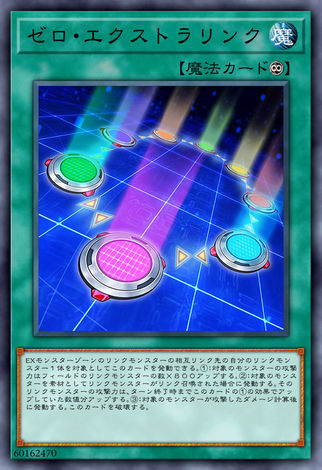 ゼロ・エクストラリンク
魔
【魔法カード】
EXモンスターゾーンのリンクモンスターの相互リンク先の自分のリンクモン
スター1体を対象としてこのカードを発動できる。①:対象のモンスターの攻撃
力はフィールドのリンクモンスターの数×800アップする。②:対象のモンス
ターを素材としてリンクモンスターがリンク召喚された場合に発動する。その
リンクモンスターの攻撃力は、ターン終了時までこのカードの①の効果でアッ
プしていた数値分アップする。③:対象のモンスターが攻撃したダメージ計算後
に発動する。このカードを破壊する。
60162470